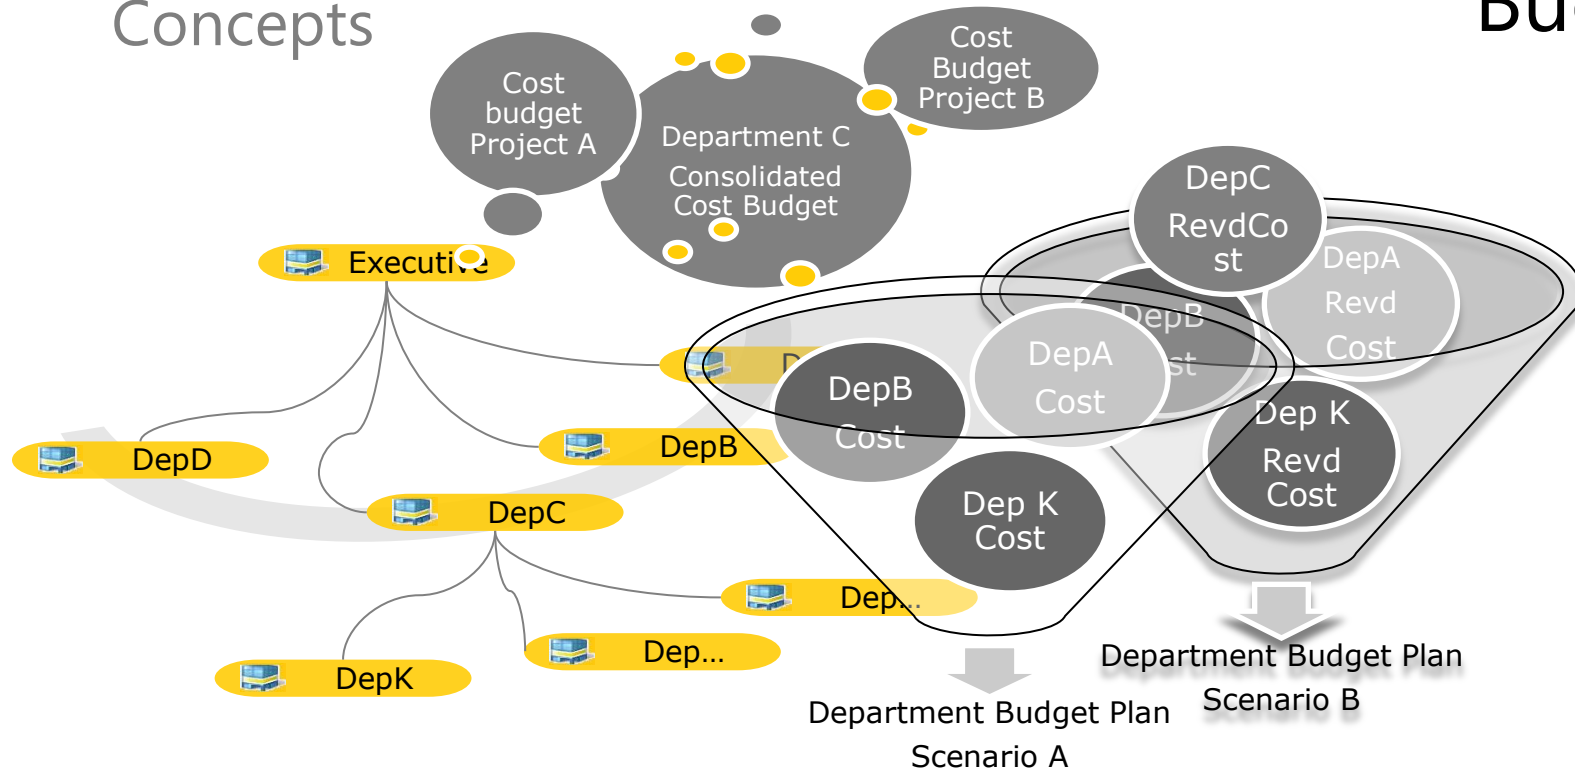 Concepts
Cost
budget
Project A
Department C
Consolidated
Cost Budget
Cost
Budget
Project B
Executive
DepD
DepB
DepC
DepK
Dep...
Dep...
DepC
RevdCo
st
DepA
Revd
Cost
DepB
Dep K
Revd
Cost
DepB
Cost
DepA
Cost
Dep K
Cost
Department Budget Plan
Scenario B
Department Budget Plan
Scenario A